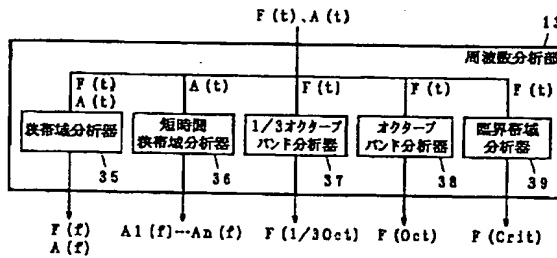 F(t)、A(t)
13
周波数分析部
F(t)
A(t)
A(t)
F(t)
F(t)
F(t)
狭帯域分析器
短時間
狭帯域分析器
1/3オクターブ
バンド分析器
オクターブ
バンド分析器
臨界帯域
分析器
35
36
37
38
39
F(f)
A(f)
A1(f)…An(f)
F(1/3Oct)
F(Oct)
F(Crit)